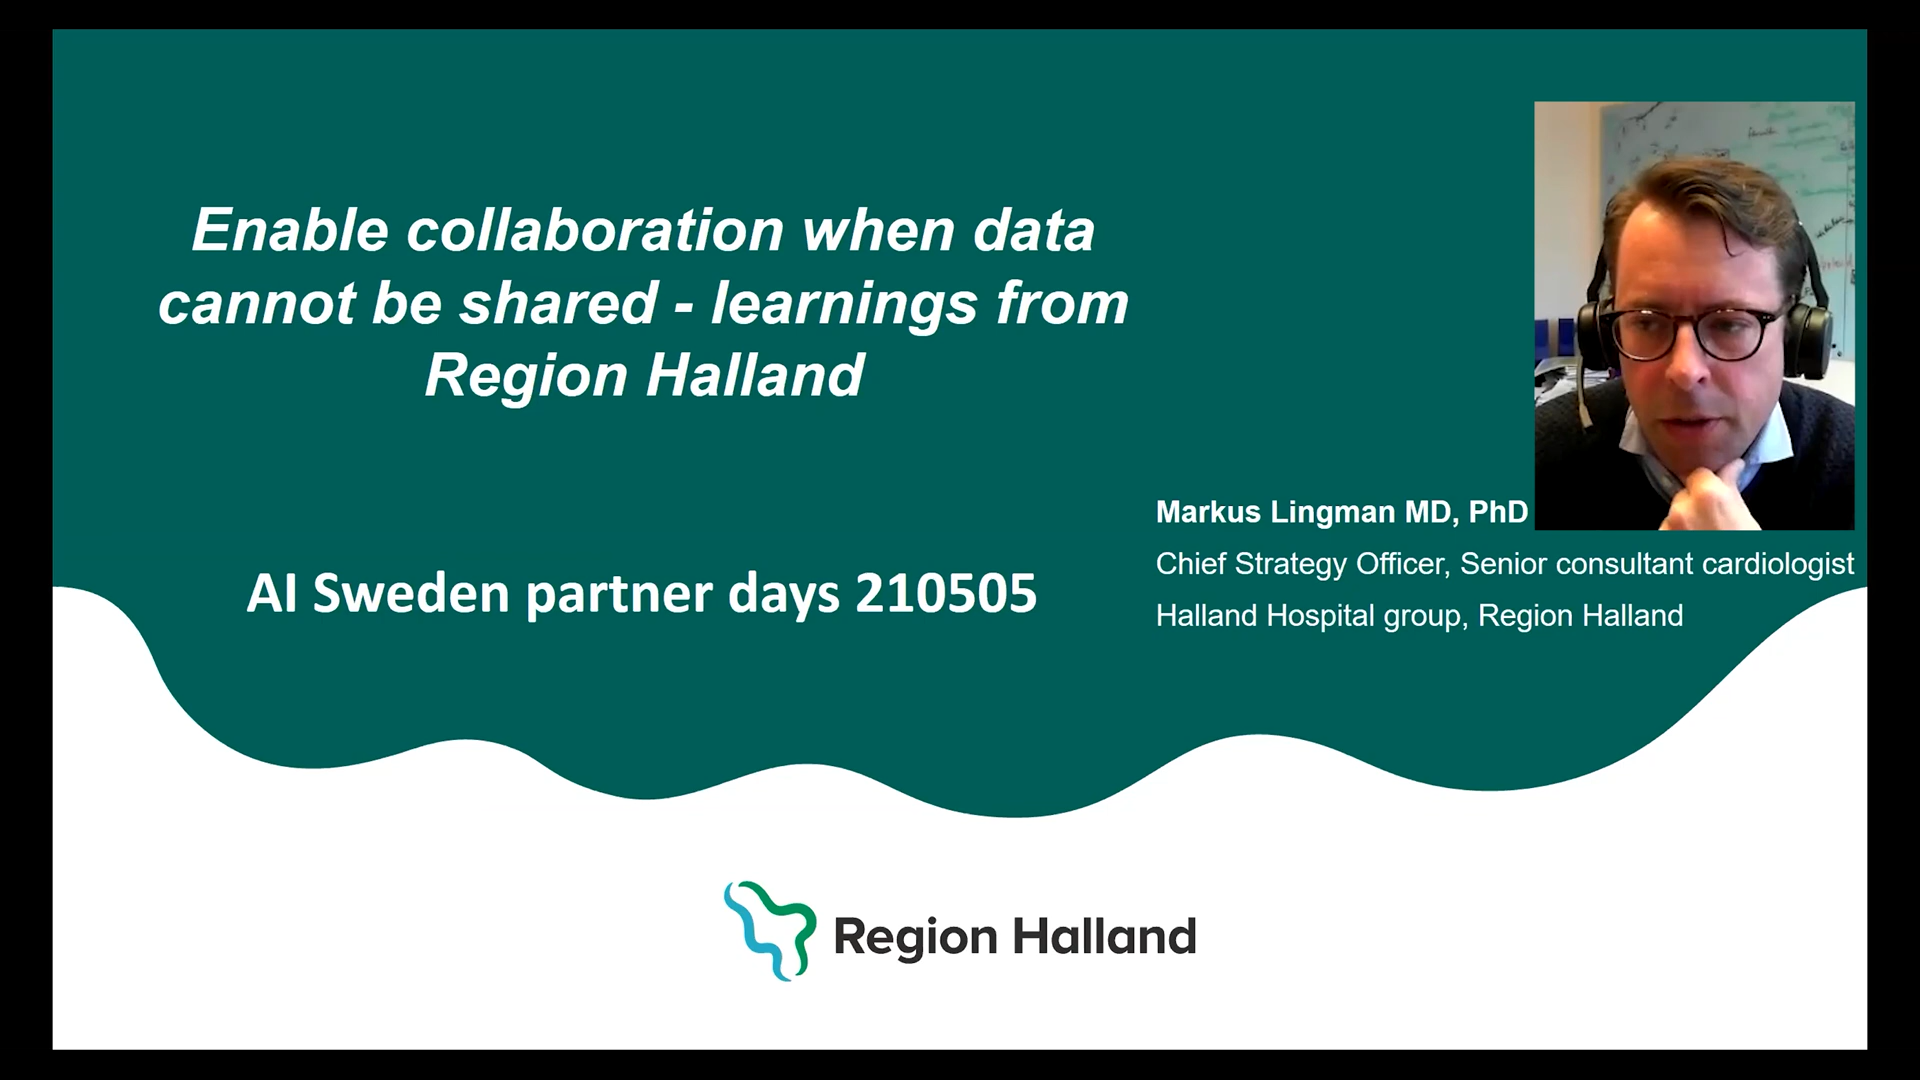 Enable collaboration when data
cannot be shared - learnings from
Region Halland
AI Sweden partner days 210505
Markus Lingman MD, PhD
Chief Strategy Officer, Senior consultant cardiologist
Halland Hospital group, Region Halland
Region Halland